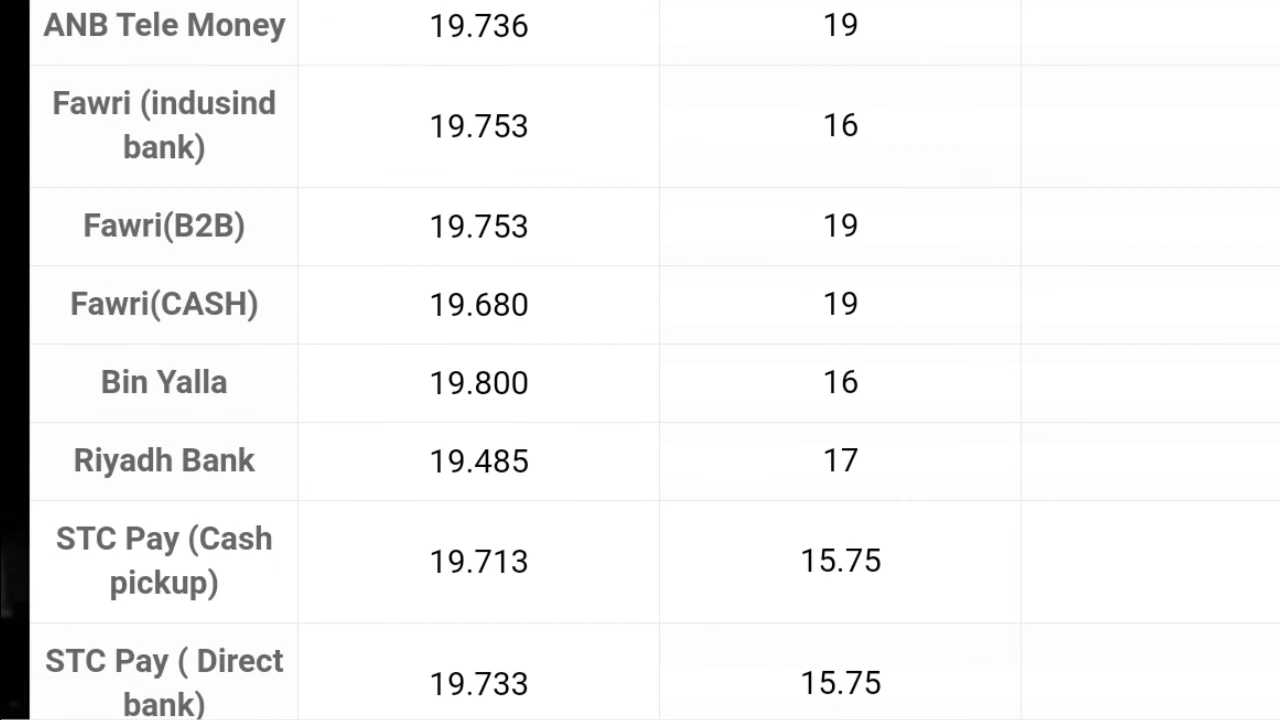 ANB Tele Money 19.736 19
Fawri (indusind
bank) 19.753 16
Fawri(B2B) 19.753 19
Fawri(CASH) 19.680 19
Bin Yalla 19.800 16
Riyadh Bank 19.485 17
STC Pay (Cash
pickup) 19.713 15.75
STC Pay ( Direct
bank) 19.733 15.75